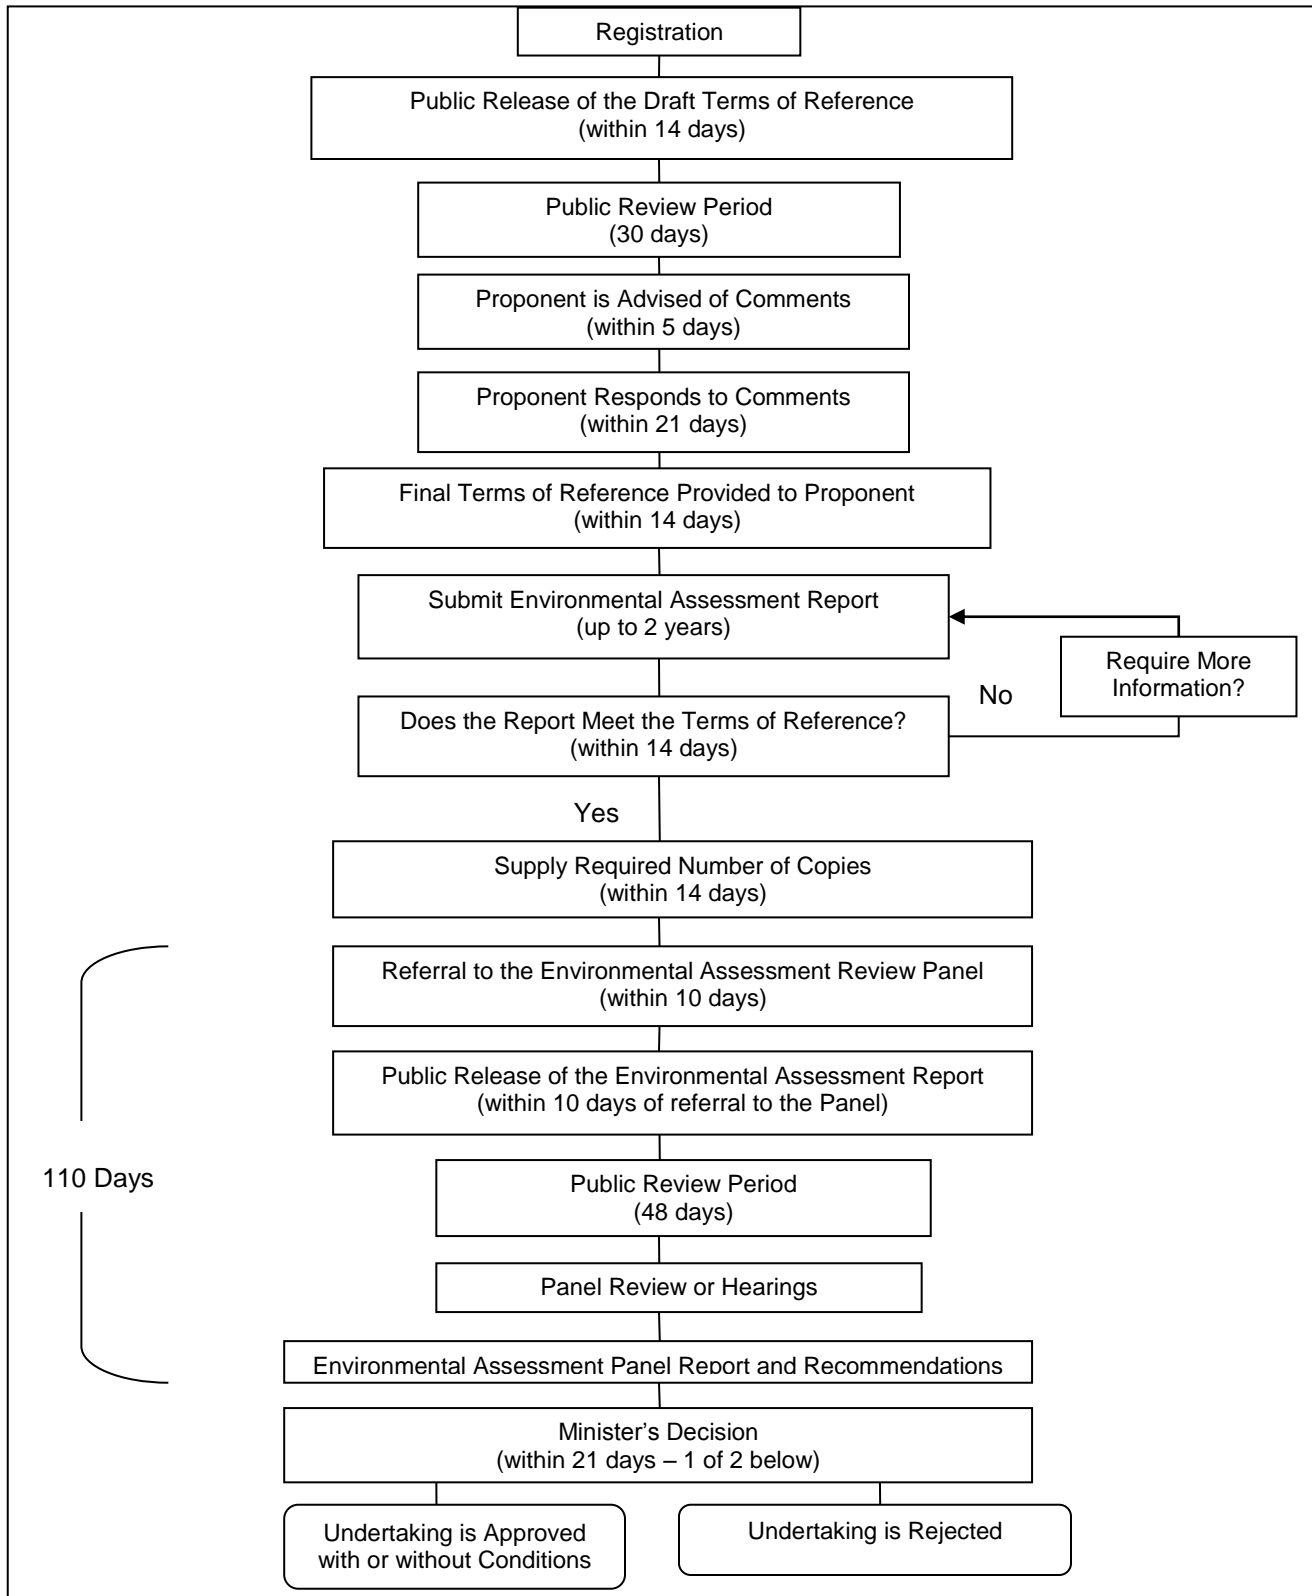 Registration
Public Release of the Draft Terms of Reference
(within 14 days)
Public Review Period
(30 days)
Proponent is Advised of Comments
(within 5 days)
Proponent Responds to Comments
(within 21 days)
Final Terms of Reference Provided to Proponent
(within 14 days)
Submit Environmental Assessment Report
(up to 2 years)
Require More
Information?
No
Does the Report Meet the Terms of Reference?
(within 14 days)
Yes
Supply Required Number of Copies
(within 14 days)
Referral to the Environmental Assessment Review Panel
(within 10 days)
Public Release of the Environmental Assessment Report
(within 10 days of referral to the Panel)
110 Days
Public Review Period
(48 days)
Panel Review or Hearings
Environmental Assessment Panel Report and Recommendations
Minister’s Decision
(within 21 days – 1 of 2 below)
Undertaking is Approved
with or without Conditions
Undertaking is Rejected